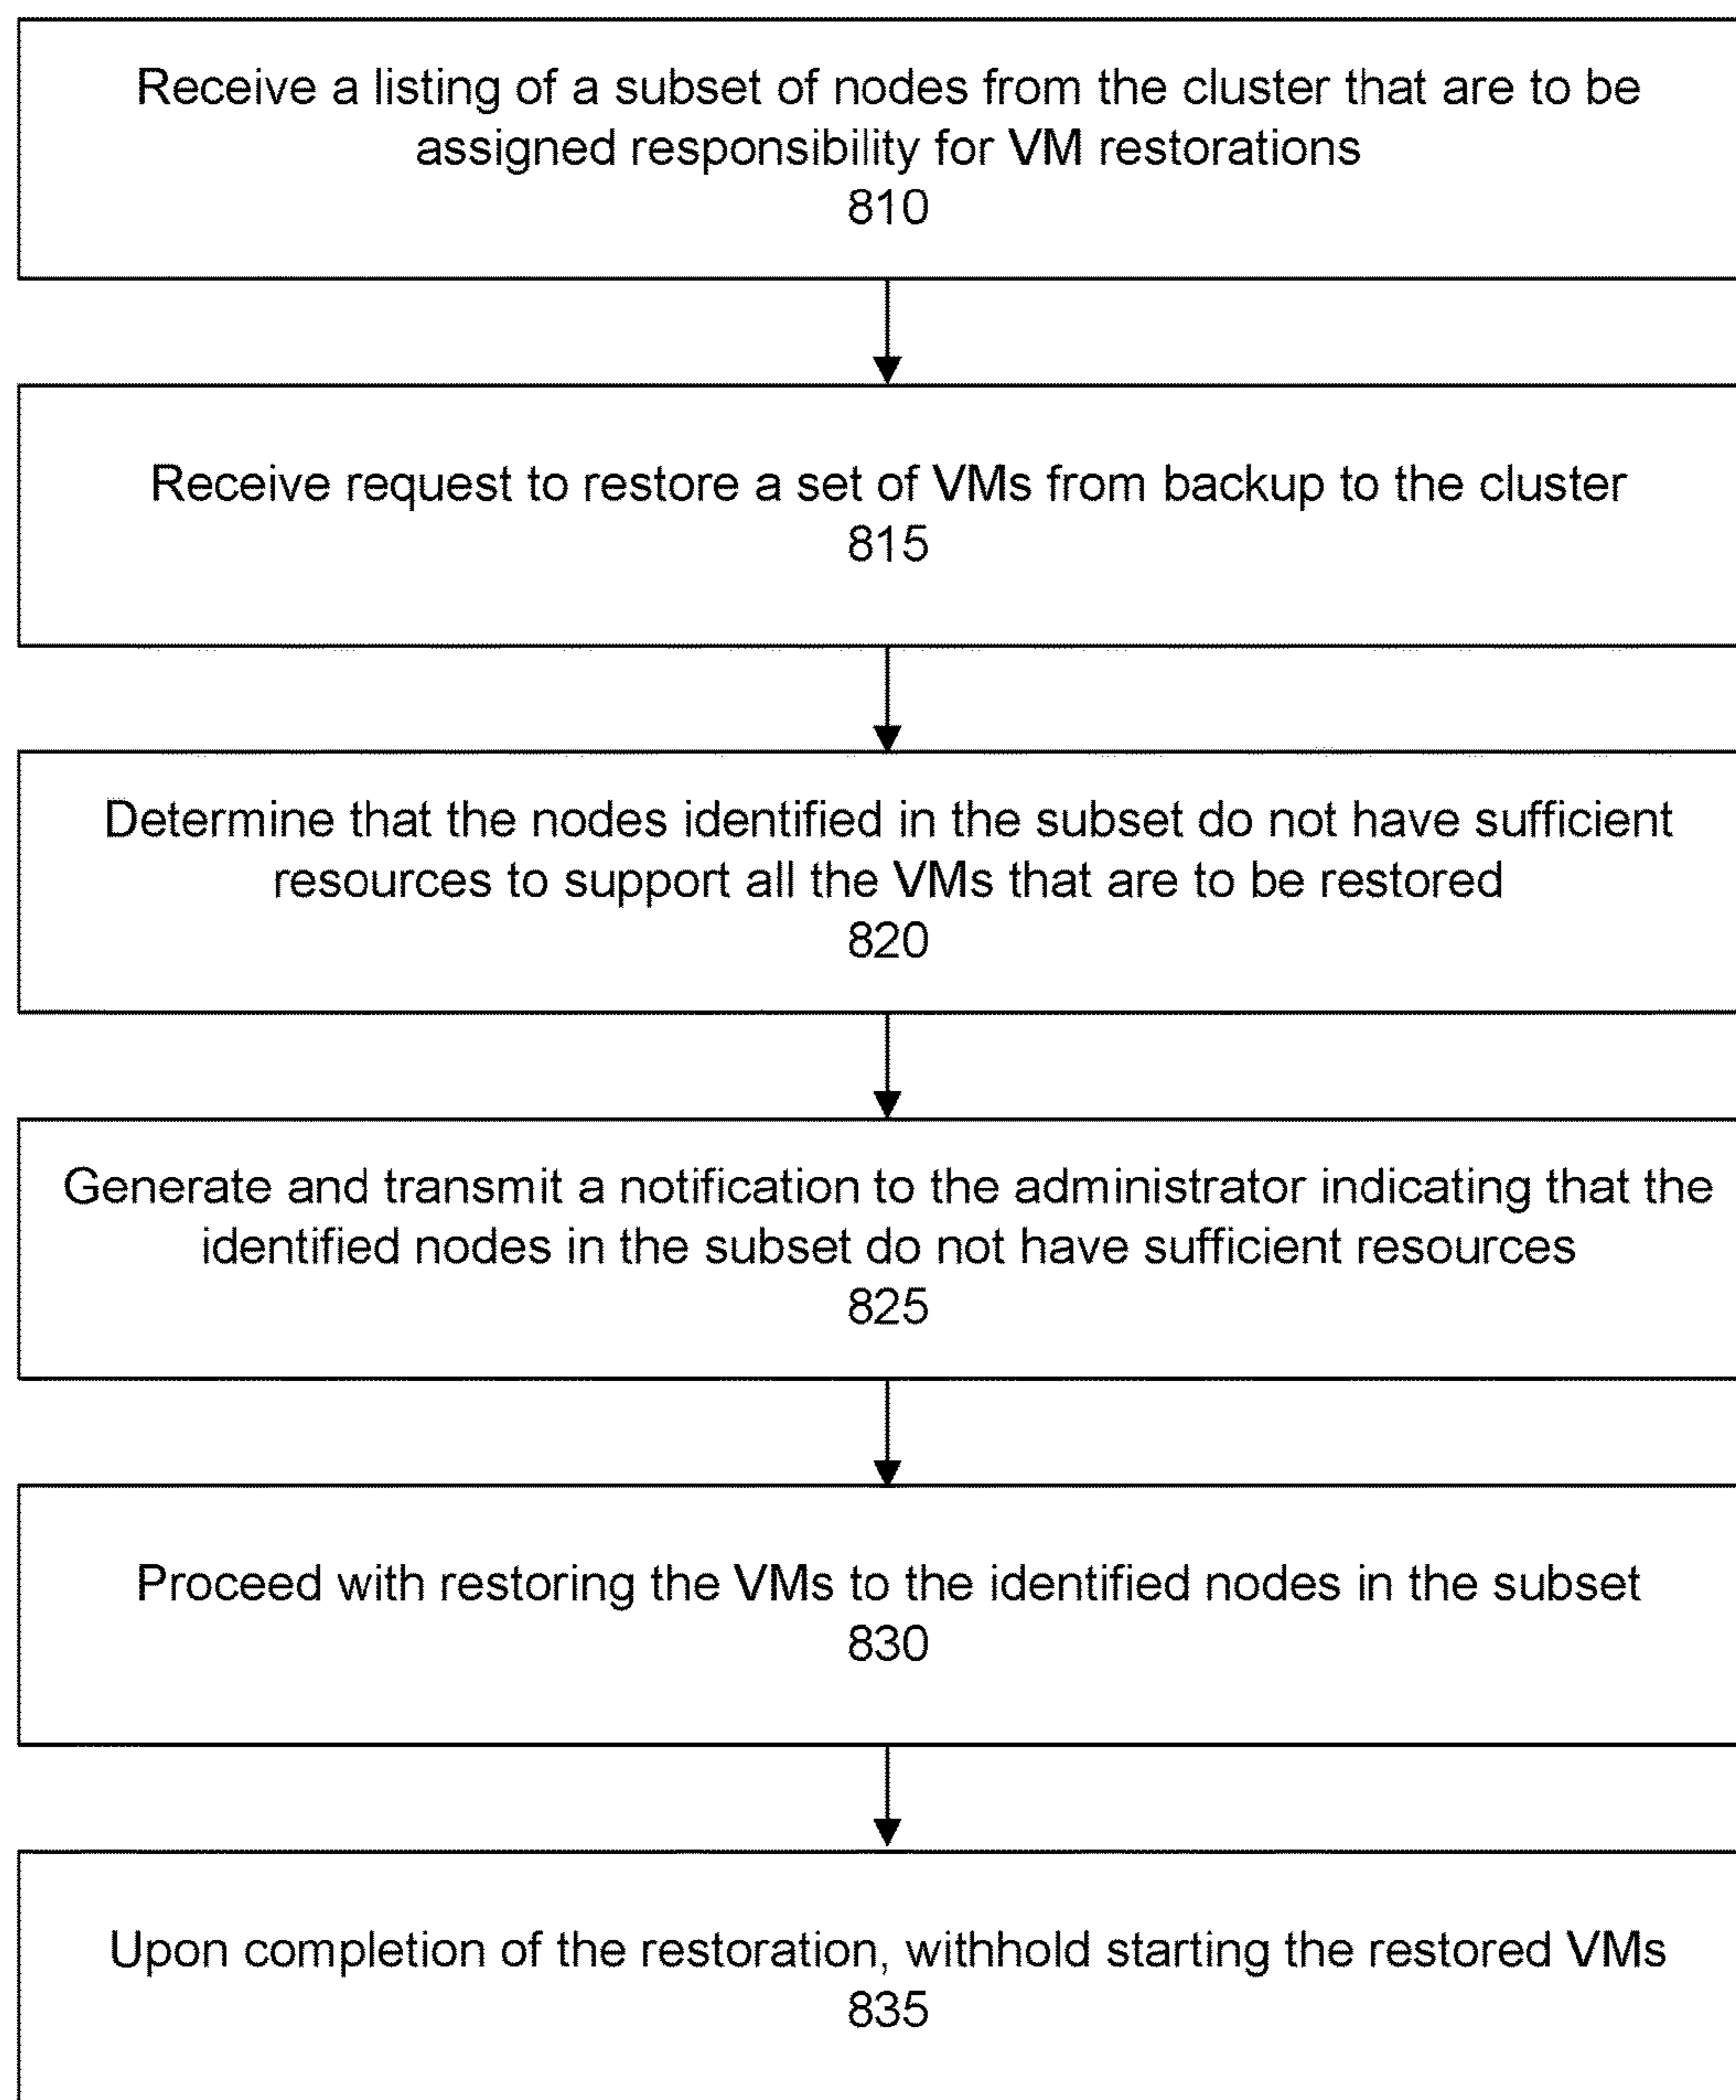 Receive a listing of a subset of nodes from the cluster that are to be
assigned responsibility for VM restorations
810
Receive request to restore a set of VMs from backup to the cluster
815
Determine that the nodes identified in the subset do not have sufficient
resources to support all the VMs that are to be restored
820
Generate and transmit a notification to the administrator indicating that the
identified nodes in the subset do not have sufficient resources
825
Proceed with restoring the VMs to the identified nodes in the subset
830
Upon completion of the restoration, withhold starting the restored VMs
835